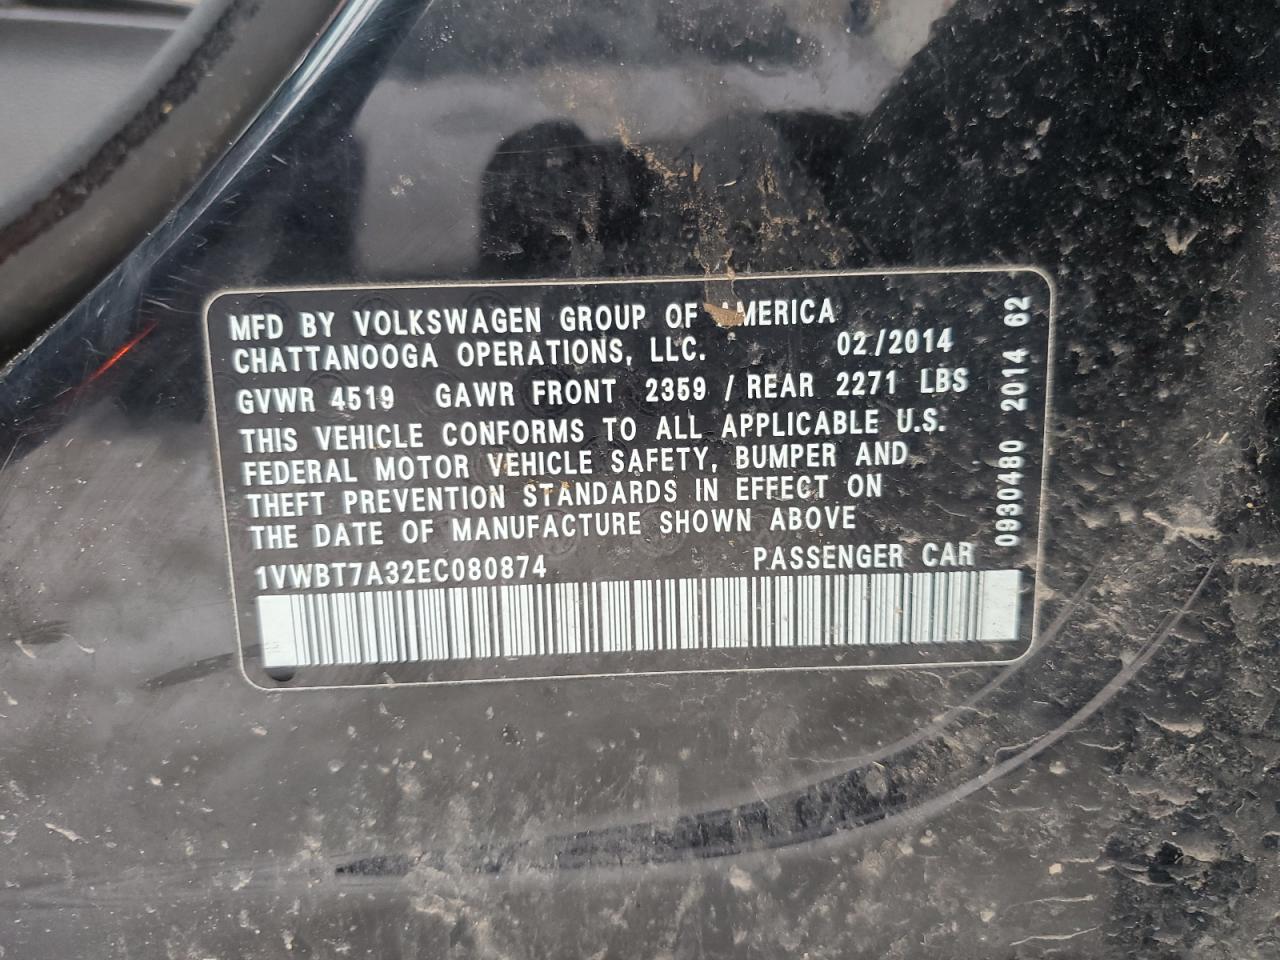 MFD BY VOLKSWAGEN GROUP OF AMERICA
CHATTANOOGA OPERATIONS, LLC. 02/2014
GVWR 4519 GAWR FRONT 2359 / REAR 2271 LBS
THIS VEHICLE CONFORMS TO ALL APPLICABLE U.S.
FEDERAL MOTOR VEHICLE SAFETY, BUMPER AND
THEFT PREVENTION STANDARDS IN EFFECT ON
THE DATE OF MANUFACTURE SHOWN ABOVE
1VWBT7A32EC080874 PASSENGER CAR
0930480 2014 62